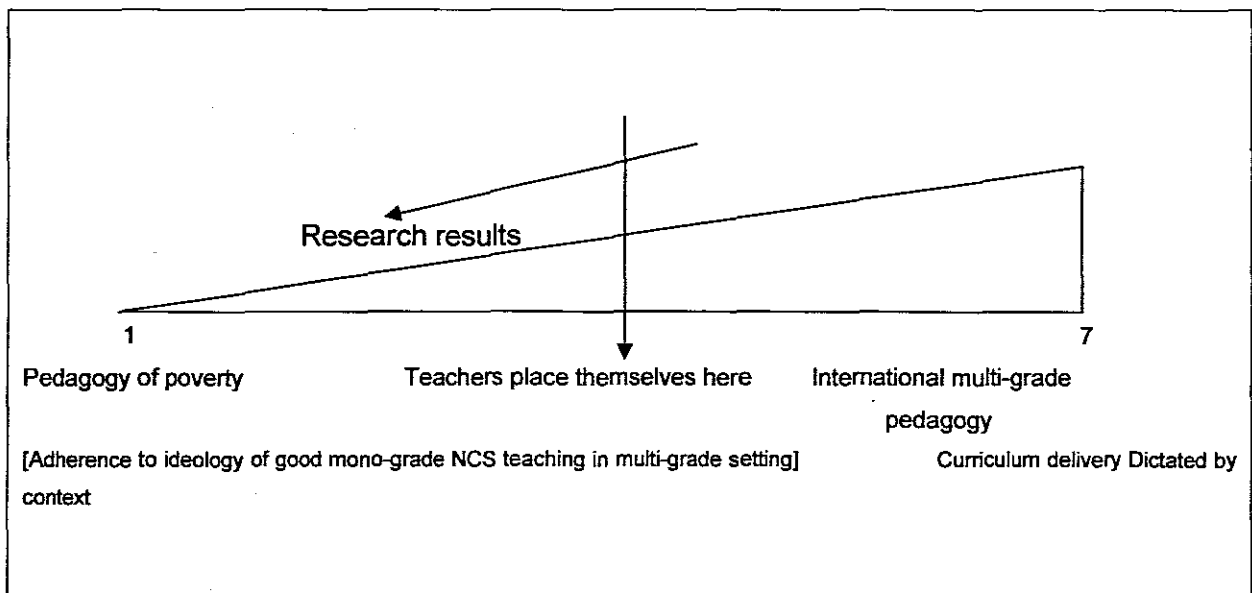 Research results
1 7
Pedagogy of poverty Teachers place themselves here International multi-grade
pedagogy
[Adherence to ideology of good mono-grade NCS teaching in multi-grade setting] Curriculum delivery Dictated by
context